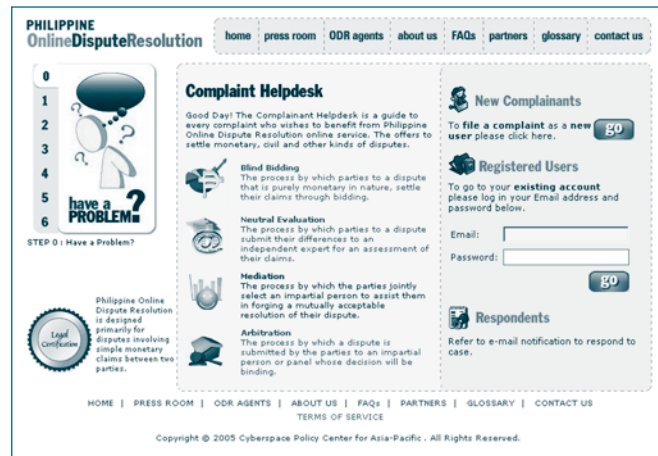 PHILIPPINE
OnlineDisputeResolution
home
press room
ODR agents
about us
FAQs
partners
glossary
contact us
0
1
2
3
4
5
6
have a
PROBLEM?
STEP 0 : Have a Problem?
Legal
Certification
Philippine Online
Dispute Resolution
is designed
primarily for
disputes involving
simple monetary
claims between two
parties.
Complaint Helpdesk
Good Day! The Complainant Helpdesk is a guide to
every complaint who wishes to benefit from Philippine
Online Dispute Resolution online service. The offers to
settle monetary, civil and other kinds of disputes.
Blind Bidding
The process by which parties to a dispute
that is purely monetary in nature, settle
their claims through bidding.
Neutral Evaluation
The process by which parties to a dispute
submit their differences to an
independent expert for an assessment of
their claims.
Mediation
The process by which the parties jointly
select an impartial person to assist them
in forging a mutually acceptable
resolution of their dispute.
Arbitration
The process by which a dispute is
submitted by the parties to an impartial
person or panel whose decision will be
binding.
New Complainants
To file a complaint as a new
user please click here.
go
Registered Users
To go to your existing account
please log in your Email address and
password below.
Email:
Password:
go
Respondents
Refer to e-mail notification to respond to
case.
HOME | PRESS ROOM | ODR AGENTS | ABOUT US | FAQs | PARTNERS | GLOSSARY | CONTACT US
TERMS OF SERVICE
Copyright @ 2005 Cyberspace Policy Center for Asia-Pacific . All Rights Reserved.